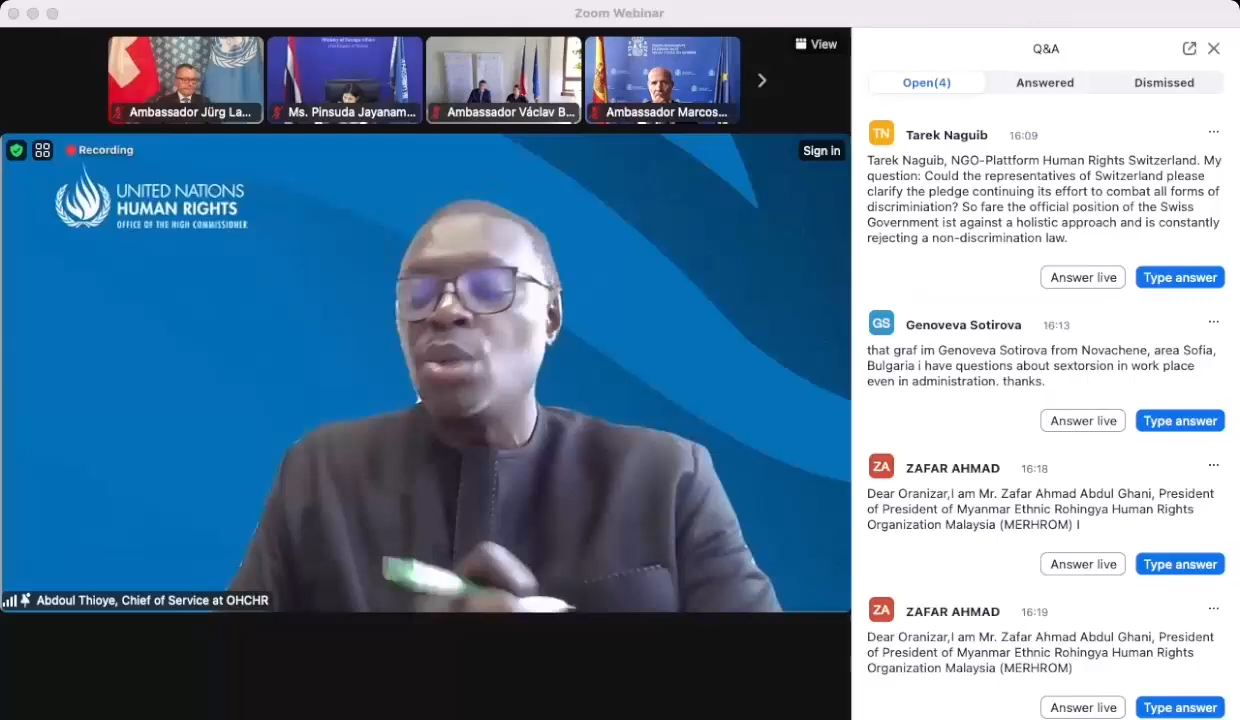 Zoom Webinar
View
Ambassador Jürg La...
Ms. Pinsuda Jayanam...
Ambassador Václav B...
Ambassador Marcos...
Recording
Sign in
UNITED NATIONS
HUMAN RIGHTS
OFFICE OF THE HIGH COMMISSIONER
Abdoul Thioye, Chief of Service at OHCHR
Q&A
Open(4)
Answered
Dismissed
TN
Tarek Naguib
16:09
...
Tarek Naguib, NGO-Plattform Human Rights Switzerland. My
question: Could the representatives of Switzerland please
clarify the pledge continuing its effort to combat all forms of
discriminiation? So fare the official position of the Swiss
Government ist against a holistic approach and is constantly
rejecting a non-discrimination law.
Answer live
Type answer
GS
Genoveva Sotirova
16:13
...
that graf im Genoveva Sotirova from Novachene, area Sofia,
Bulgaria i have questions about sextorsion in work place
even in administration. thanks.
Answer live
Type answer
ZA
ZAFAR AHMAD
16:18
...
Dear Oranizar,I am Mr. Zafar Ahmad Abdul Ghani, President
of President of Myanmar Ethnic Rohingya Human Rights
Organization Malaysia (MERHROM) I
Answer live
Type answer
ZA
ZAFAR AHMAD
16:19
...
Dear Oranizar,I am Mr. Zafar Ahmad Abdul Ghani, President
of President of Myanmar Ethnic Rohingya Human Rights
Organization Malaysia (MERHROM)
Answer live
Type answer